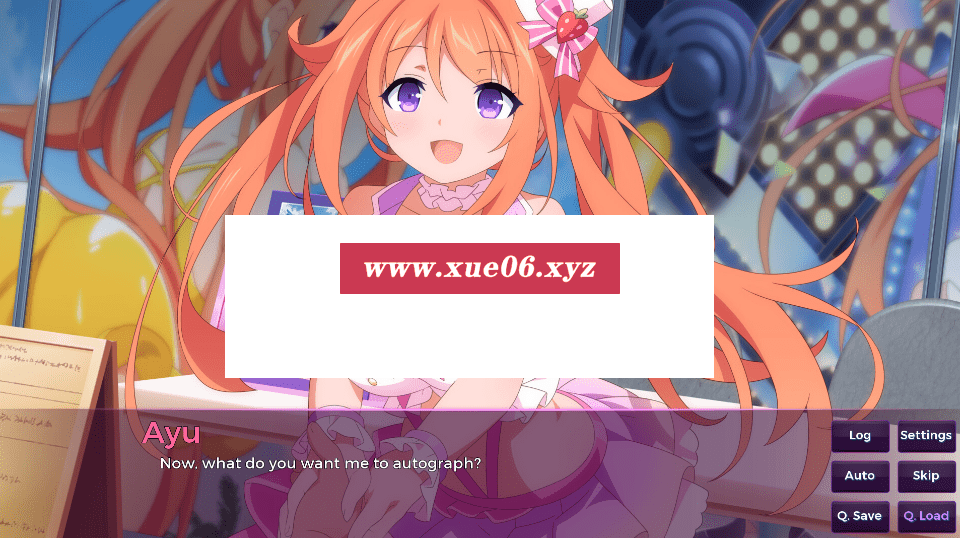 www.xue06.xyz
Ayu
Now, what do you want me to autograph?
Log
Settings
Auto
Skip
Q. Save
Q. Load